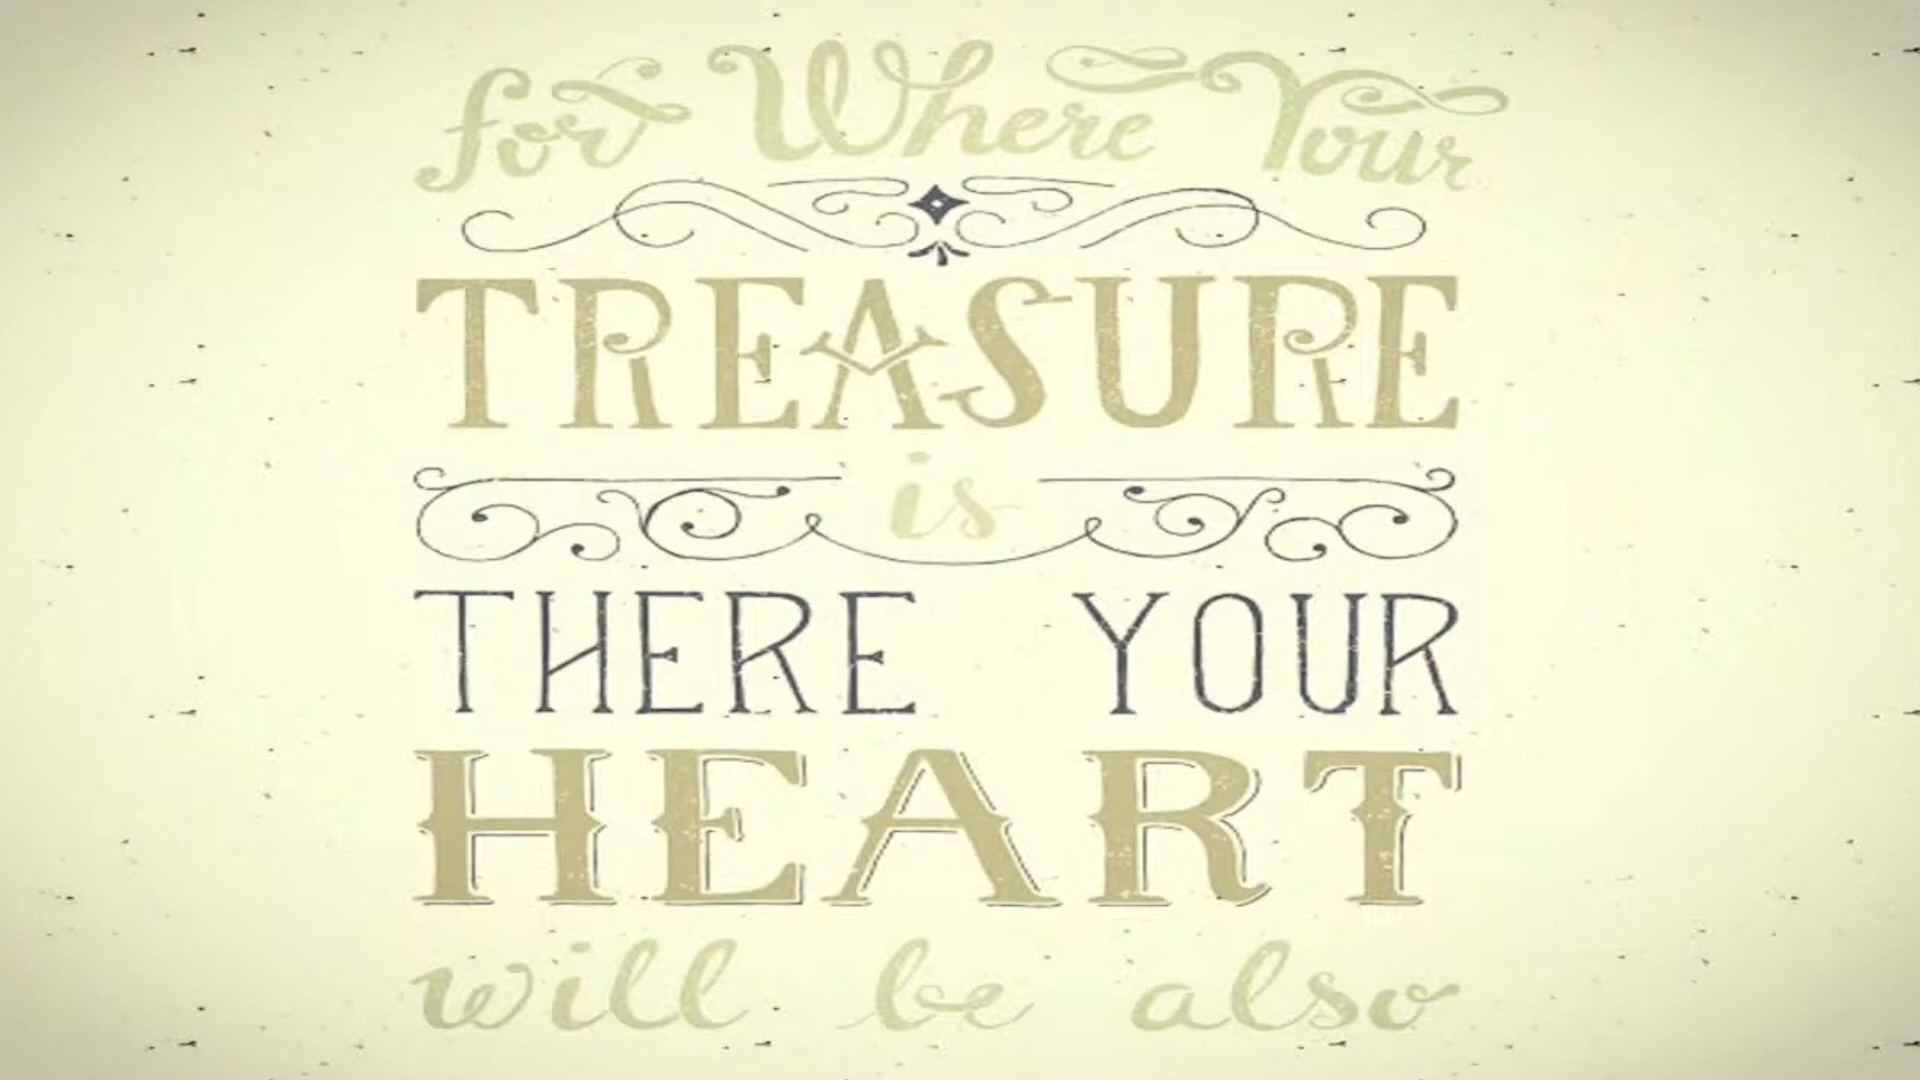 for Where Your
TREASURE
is
THERE YOUR
HEART
will be also